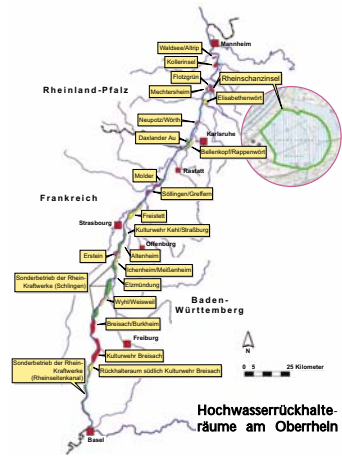 Waldsee/Altrip
Mannheim
Kollerinsel
Flotzgrün
Rheinschanzinsel
Rheinland-Pfalz
Mechtersheim
Elisabethenwört
Neupotz/Wörth
Daxlander Au
Karlsruhe
Bellenkopf/Rappenwört
Rastatt
Molder
Söllingen/Greffern
Frankreich
Freistett
Strasbourg
Kulturwehr Kehl/Straßburg
Offenburg
Erstein
Altenheim
Ichenheim/Meißenheim
Sonderbetrieb der Rhein-
Kraftwerke (Schlingen)
Elzmündung
Wyhl/Weisweil
Baden-
Württemberg
Breisach/Burkheim
Freiburg
Kulturwehr Breisach
Sonderbetrieb der Rhein-
Kraftwerke
(Rheinseitenkanal)
Rückhalteraum südlich Kulturwehr Breisach
N
0 5 25 Kilometer
Hochwasserrückhalte-
räume am Oberrhein
Basel